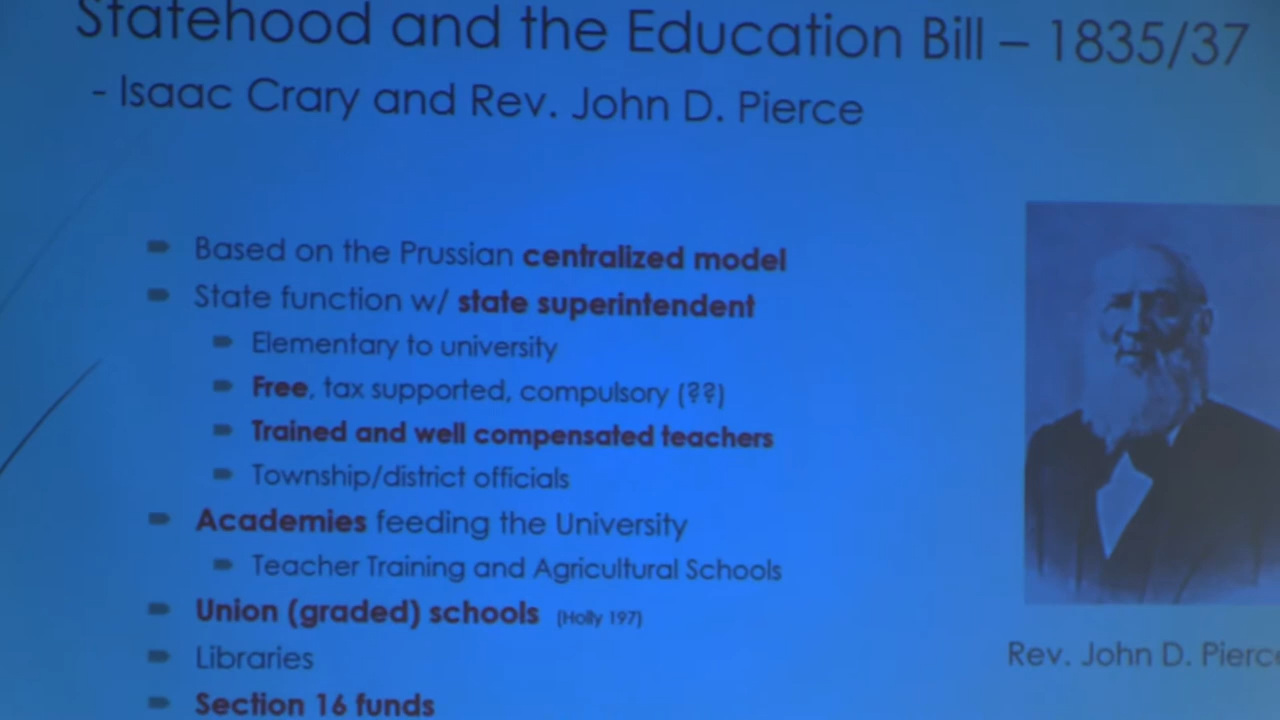 Statehood and the Education Bill – 1835/37
- Isaac Crary and Rev. John D. Pierce
Based on the Prussian centralized model
State function w/ state superintendent
Elementary to university
Free, tax supported, compulsory (??)
Trained and well compensated teachers
Township/district officials
Academies feeding the University
Teacher Training and Agricultural Schools
Union (graded) schools (Holly 197)
Libraries
Section 16 funds
Rev. John D. Pierce